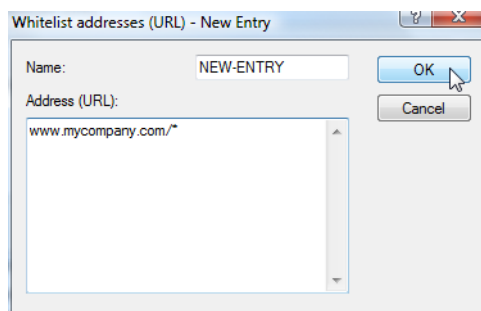 Whitelist addresses (URL) - New Entry
Name: NEW-ENTRY OK
Address (URL): Cancel
www.mycompany.com/*